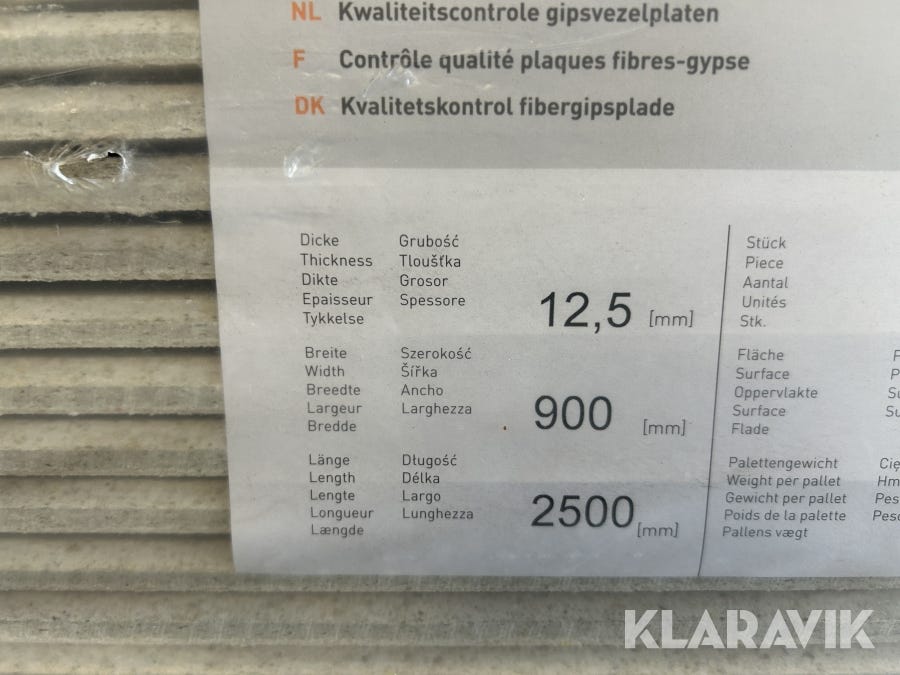 NL Kwaliteitscontrole gipsvezelplaten
F Contrôle qualité plaques fibres-gypse
DK Kvalitetskontrol fibergipsplade
Dicke Grubość
Thickness Tloušťka
Dikte Grosor
Epaisseur Spessore
Tykkelse
12,5 [mm]
Breite Szerokość
Width Šířka
Breedte Ancho
Largeur Larghezza
Bredde
900 [mm]
Länge Długość
Length Délka
Lengte Largo
Longueur Lunghezza
Længde
2500 [mm]
Stück
Piece
Aantal
Unités
Stk.
Fläche
Surface
Oppervlakte
Surface
Flade
Palettengewicht
Weight per pallet
Gewicht per pallet
Poids de la palette
Pallens vægt
KLARAVIK